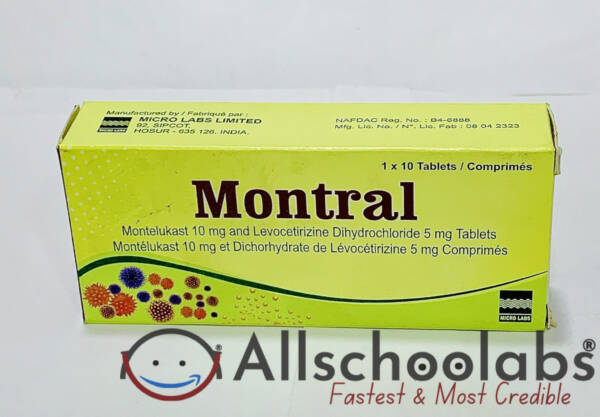 Manufactured by / Fabriqué par :
MICRO LABS LIMITED
92, SIPCOT,
HOSUR - 635 126. INDIA.
MICRO LABS
NAFDAC Reg. No. : B4-6888
Mfg. Lic. No. / N°. Lic. Fab : 08 04 2323
1 x 10 Tablets / Comprimés
Montral
Montelukast 10 mg and Levocetirizine Dihydrochloride 5 mg Tablets
Montélukast 10 mg et Dichorhydrate de Lévocétirizine 5 mg Comprimés
MICRO LABS
Allschoolabs®
Fastest & Most Credible